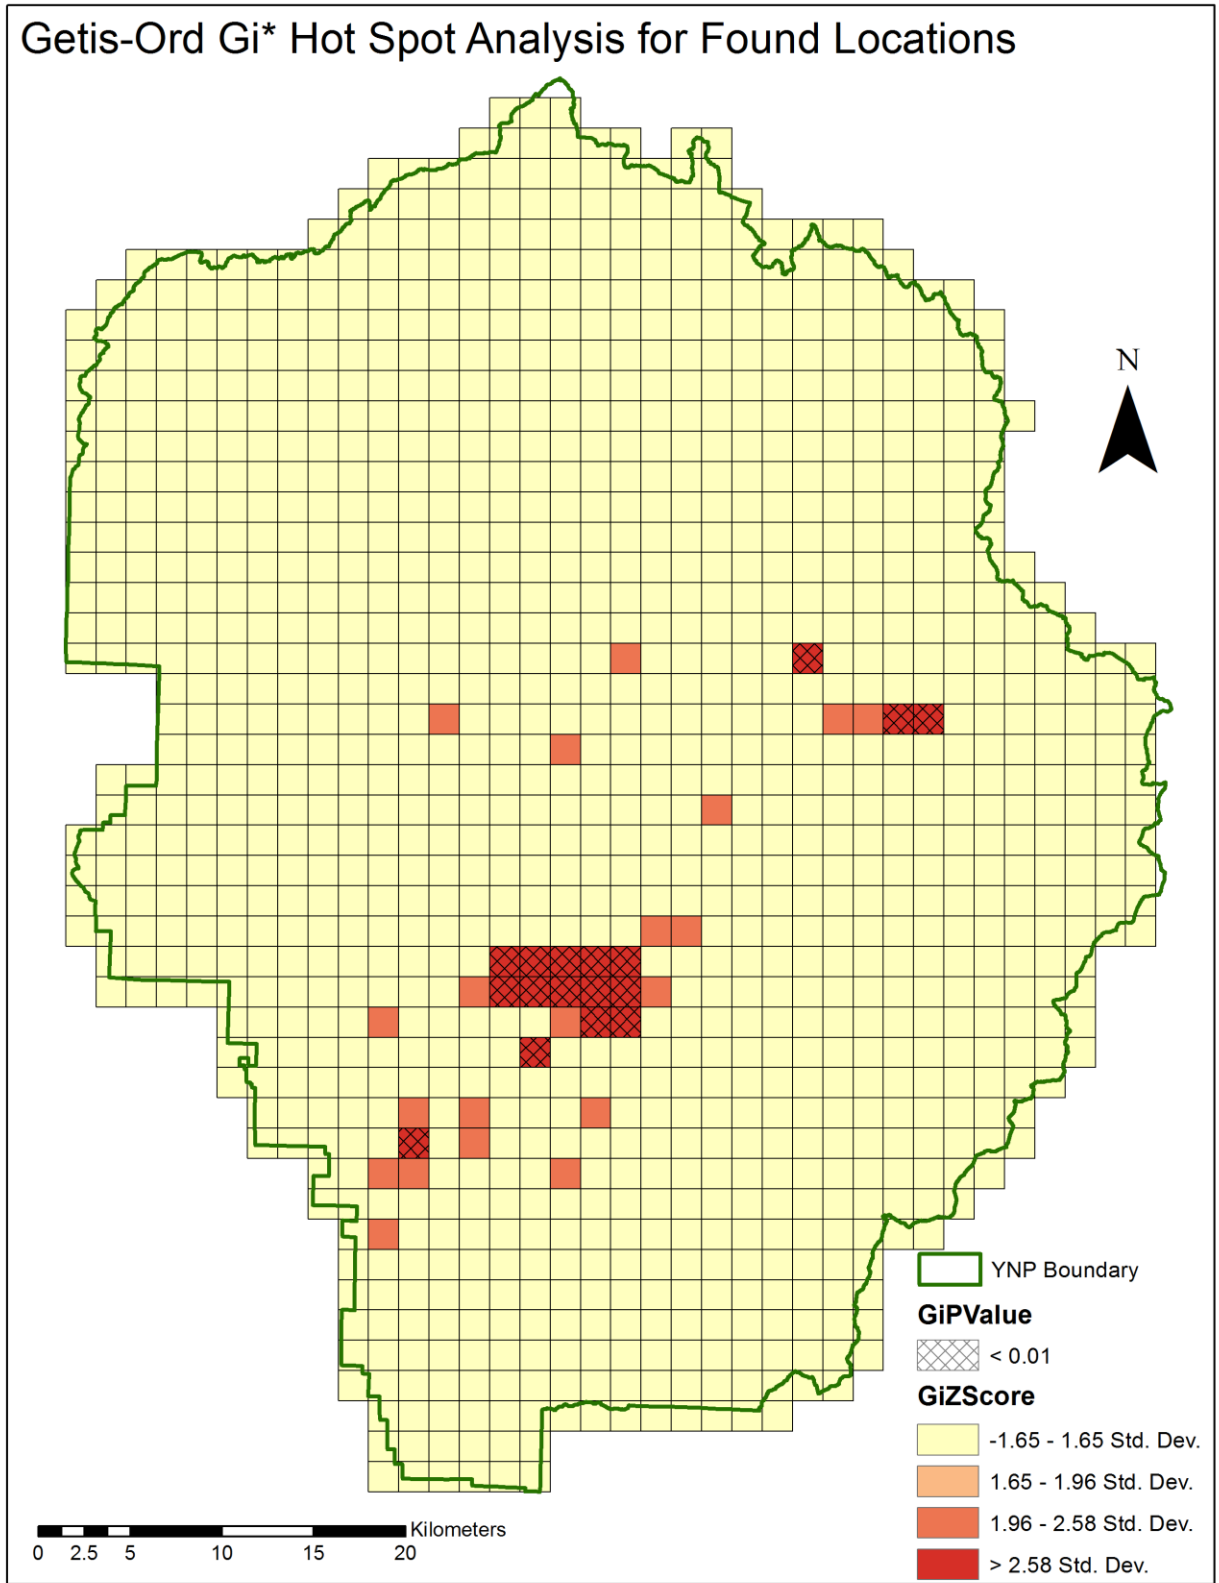 Getis-Ord Gi* Hot Spot Analysis for Found Locations
N
YNP Boundary
GiPValue
< 0.01
GiZScore
-1.65 - 1.65 Std. Dev.
1.65 - 1.96 Std. Dev.
1.96 - 2.58 Std. Dev.
> 2.58 Std. Dev.
Kilometers
0 2.5 5 10 15 20